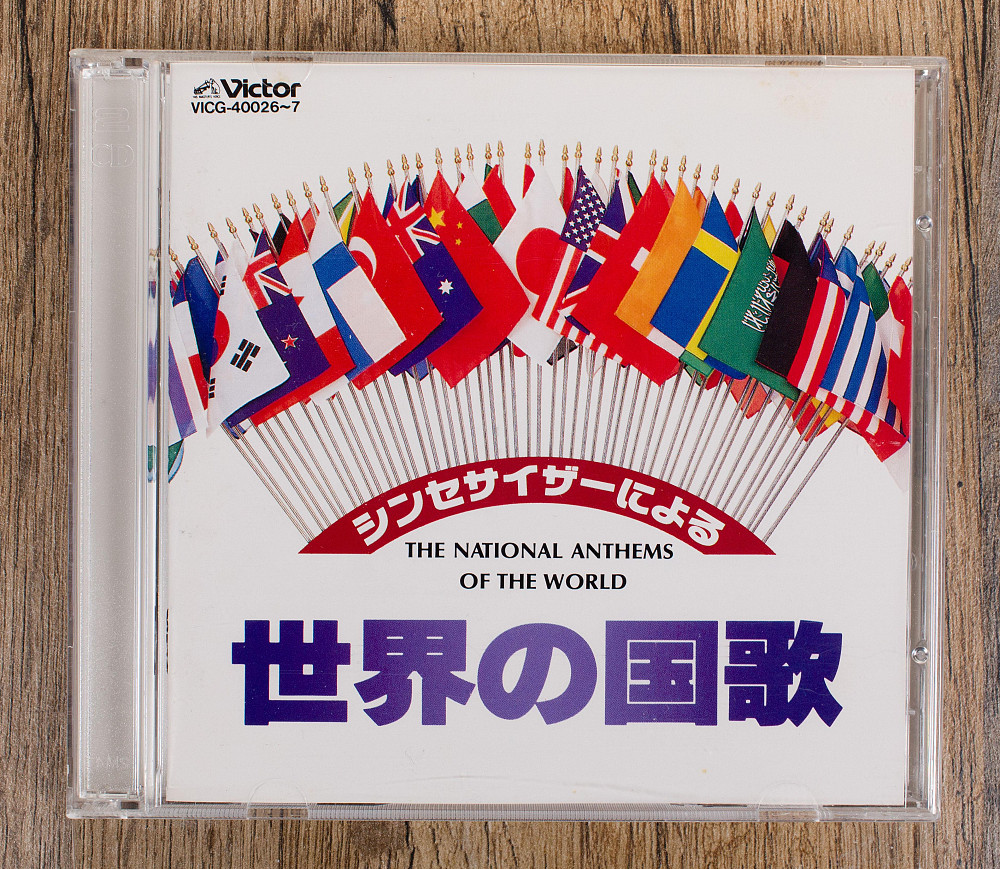 Victor
VICG-40026～7
シンセサイザーによる
THE NATIONAL ANTHEMS
OF THE WORLD
世界の国歌